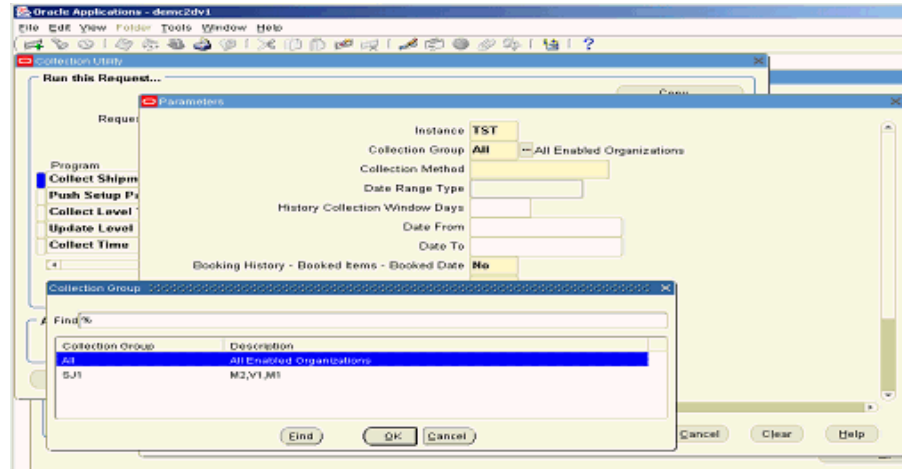 Oracle Applications - demc2dv1
File Edit View Folder Tools Window Help
Collection Utility
Run this Request...
Copy
Parameters
Reques
Instance TST
Collection Group All All Enabled Organizations
Program
Collection Method
Collect Shipm
Date Range Type
Push Setup Pa
History Collection Window Days
Collect Level
Update Level
Date From
Collect Time
Date To
Booking History - Booked Items - Booked Date No
Collection Group
Find %
Collection Group Description
All All Enabled Organizations
SJ1 M2,V1,M1
Find OK Cancel
Cancel Clear Help